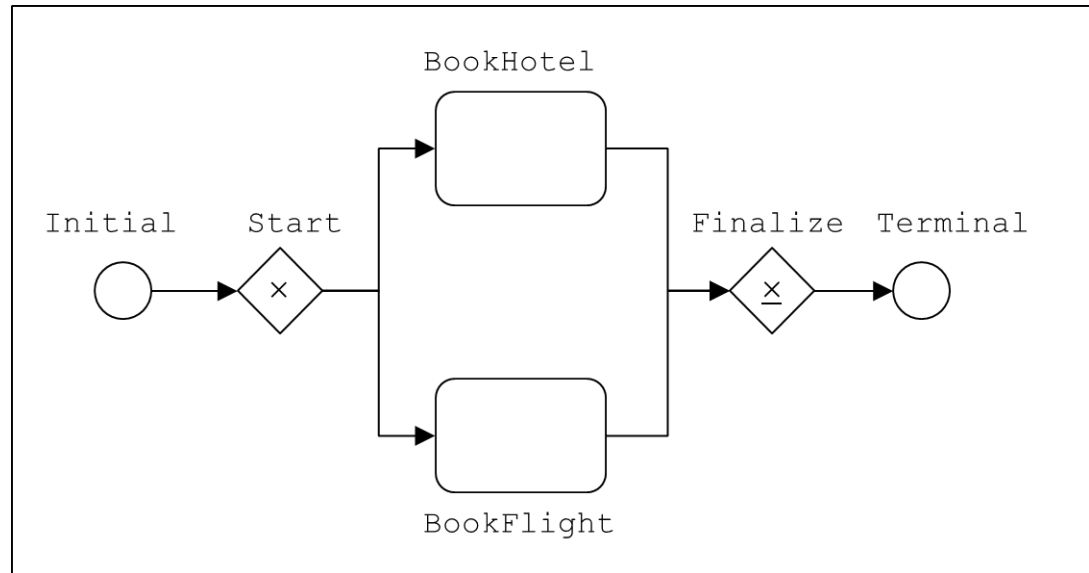 BookHotel
Initial
Start
Finalize
Terminal
×
×
BookFlight